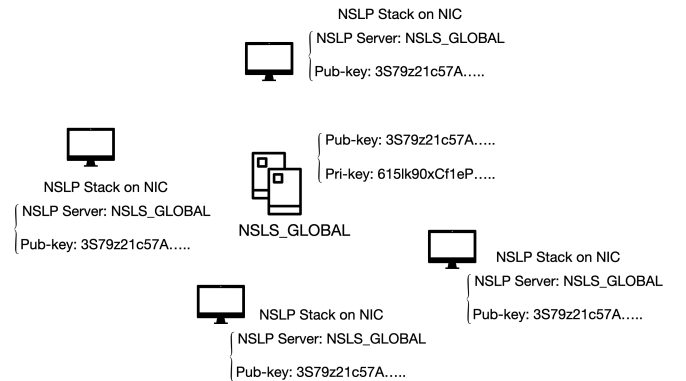 NSLP Stack on NIC
NSLP Server: NSLS_GLOBAL
Pub-key: 3S79z21c57A…..
Pub-key: 3S79z21c57A…..
Pri-key: 615lk90xCf1eP…..
NSLS_GLOBAL
NSLP Stack on NIC
NSLP Server: NSLS_GLOBAL
Pub-key: 3S79z21c57A…..
NSLP Stack on NIC
NSLP Server: NSLS_GLOBAL
Pub-key: 3S79z21c57A…..
NSLP Stack on NIC
NSLP Server: NSLS_GLOBAL
Pub-key: 3S79z21c57A…..